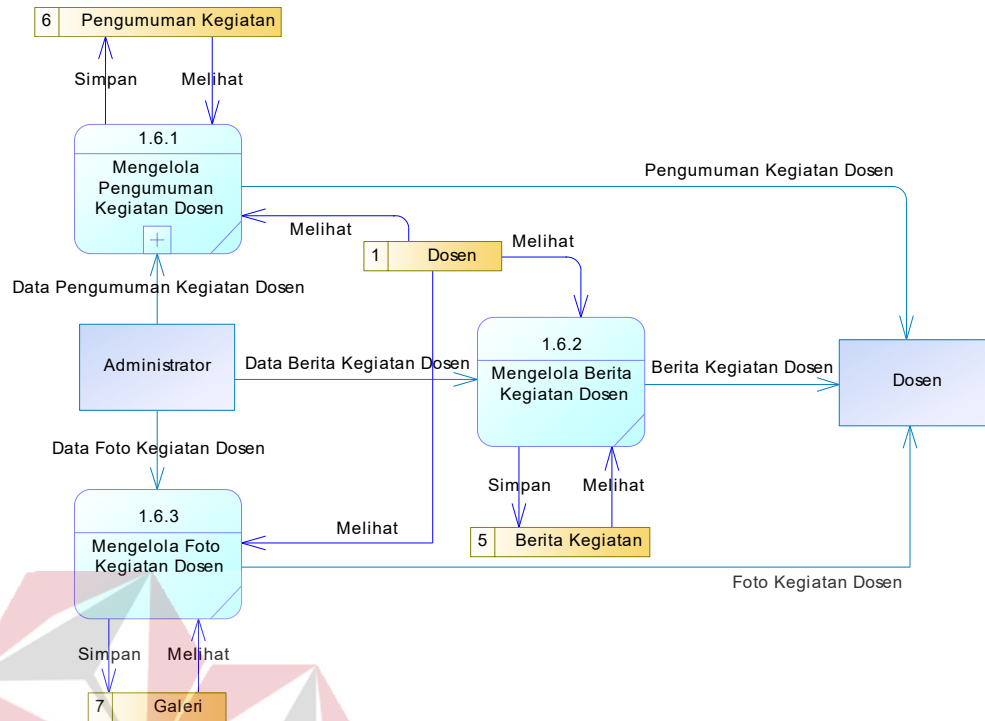 6 Pengumuman Kegiatan
Simpan Melihat
1.6.1
Mengelola
Pengumuman
Kegiatan Dosen
Pengumuman Kegiatan Dosen
Melihat
1 Dosen
Melihat
Data Pengumuman Kegiatan Dosen
Administrator
Data Berita Kegiatan Dosen
1.6.2
Mengelola Berita
Kegiatan Dosen
Berita Kegiatan Dosen
Dosen
Data Foto Kegiatan Dosen
Simpan Melihat
5 Berita Kegiatan
1.6.3
Mengelola Foto
Kegiatan Dosen
Melihat
Foto Kegiatan Dosen
Simpan Melihat
7 Galeri